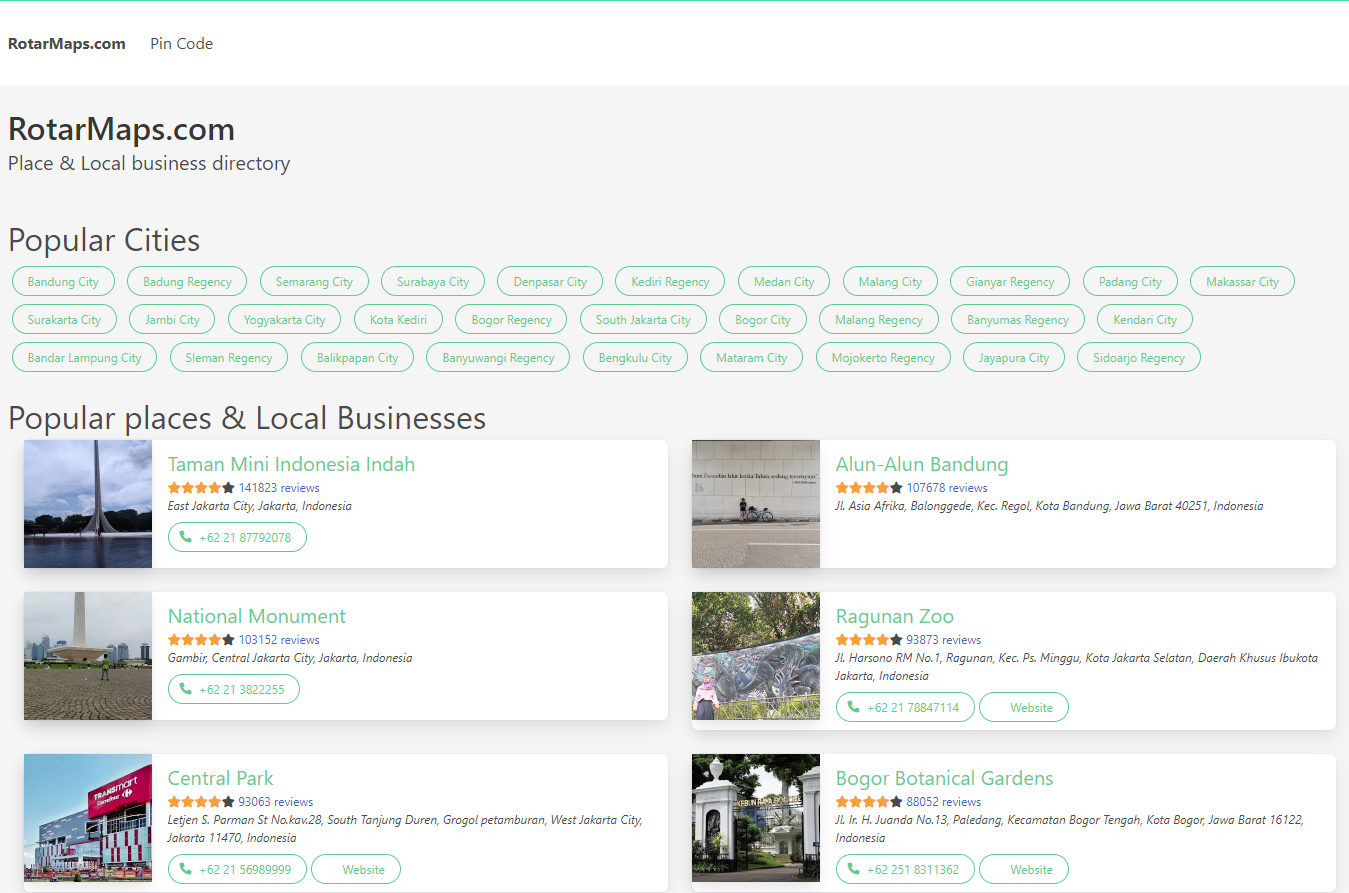 RotarMaps.com Pin Code
RotarMaps.com
Place & Local business directory
Popular Cities
Bandung City Badung Regency Semarang City Surabaya City Denpasar City Kediri Regency Medan City Malang City Gianyar Regency Padang City Makassar City
Surakarta City Jambi City Yogyakarta City Kota Kediri Bogor Regency South Jakarta City Bogor City Malang Regency Banyumas Regency Kendari City
Bandar Lampung City Sleman Regency Balikpapan City Banyuwangi Regency Bengkulu City Mataram City Mojokerto Regency Jayapura City Sidoarjo Regency
Popular places & Local Businesses
Taman Mini Indonesia Indah
141823 reviews
East Jakarta City, Jakarta, Indonesia
+62 21 87792078
Alun-Alun Bandung
107678 reviews
Jl. Asia Afrika, Balonggede, Kec. Regol, Kota Bandung, Jawa Barat 40251, Indonesia
National Monument
103152 reviews
Gambir, Central Jakarta City, Jakarta, Indonesia
+62 21 3822255
Ragunan Zoo
93873 reviews
Jl. Harsono RM No.1, Ragunan, Kec. Ps. Minggu, Kota Jakarta Selatan, Daerah Khusus Ibukota
Jakarta, Indonesia
+62 21 78847114 Website
TRANSmart
Carrefour
Central Park
93063 reviews
Letjen S. Parman St No.kav.28, South Tanjung Duren, Grogol petamburan, West Jakarta City,
Jakarta 11470, Indonesia
+62 21 56989999 Website
KEBUN RAYA BOGOR
Bogor Botanical Gardens
88052 reviews
Jl. Ir. H. Juanda No.13, Paledang, Kecamatan Bogor Tengah, Kota Bogor, Jawa Barat 16122,
Indonesia
+62 251 8311362 Website